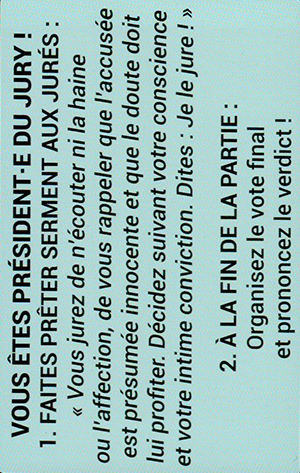 VOUS ÊTES PRÉSIDENT·E DU JURY !
1. FAITES PRÊTER SERMENT AUX JURÉS :
« Vous jurez de n'écouter ni la haine
ou l'affection, de vous rappeler que l'accusée
est présumée innocente et que le doute doit
lui profiter. Décidez suivant votre conscience
et votre intime conviction. Dites : Je le jure ! »
2. À LA FIN DE LA PARTIE :
Organisez le vote final
et prononcez le verdict !